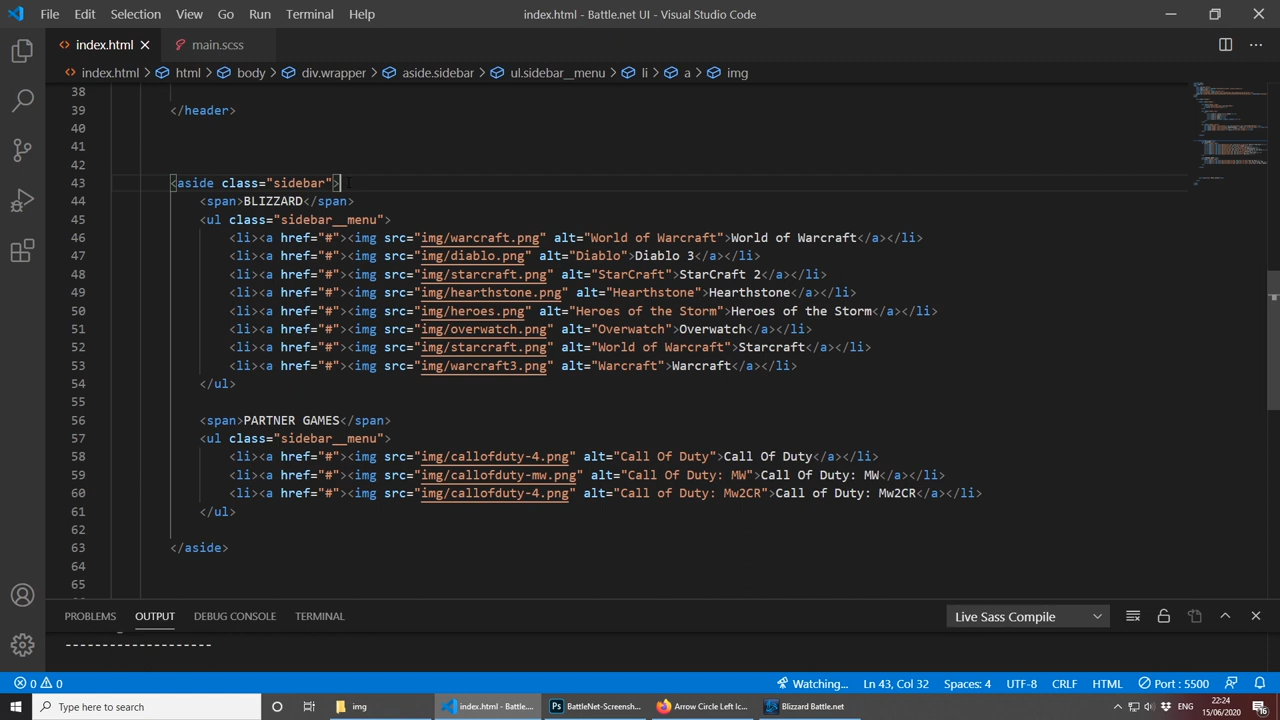 File Edit Selection View Go Run Terminal Help index.html - Battle.net UI - Visual Studio Code
index.html main.scss
index.html html body div.wrapper aside.sidebar ul.sidebar__menu li a img
38
39 </header>
40
41
42
43 <aside class="sidebar">
44 <span>BLIZZARD</span>
45 <ul class="sidebar__menu">
46 <li><a href="#"><img src="img/warcraft.png" alt="World of Warcraft">World of Warcraft</a></li>
47 <li><a href="#"><img src="img/diablo.png" alt="Diablo">Diablo 3</a></li>
48 <li><a href="#"><img src="img/starcraft.png" alt="StarCraft">StarCraft 2</a></li>
49 <li><a href="#"><img src="img/hearthstone.png" alt="Hearthstone">Hearthstone</a></li>
50 <li><a href="#"><img src="img/heroes.png" alt="Heroes of the Storm">Heroes of the Storm</a></li>
51 <li><a href="#"><img src="img/overwatch.png" alt="Overwatch">Overwatch</a></li>
52 <li><a href="#"><img src="img/starcraft.png" alt="World of Warcraft">Starcraft</a></li>
53 <li><a href="#"><img src="img/warcraft3.png" alt="Warcraft">Warcraft</a></li>
54 </ul>
55
56 <span>PARTNER GAMES</span>
57 <ul class="sidebar__menu">
58 <li><a href="#"><img src="img/callofduty-4.png" alt="Call Of Duty">Call Of Duty</a></li>
59 <li><a href="#"><img src="img/callofduty-mw.png" alt="Call Of Duty: MW">Call Of Duty: MW</a></li>
60 <li><a href="#"><img src="img/callofduty-4.png" alt="Call of Duty: Mw2CR">Call of Duty: Mw2CR</a></li>
61 </ul>
62
63 </aside>
64
65
PROBLEMS OUTPUT DEBUG CONSOLE TERMINAL Live Sass Compile
--------------------
0 0 Watching... Ln 43, Col 32 Spaces: 4 UTF-8 CRLF HTML Port : 5500
Type here to search img index.html - Battle.... BattleNet-Screensh... Arrow Circle Left Ic... Blizzard Battle.net ENG 22:24
15/06/2020 16